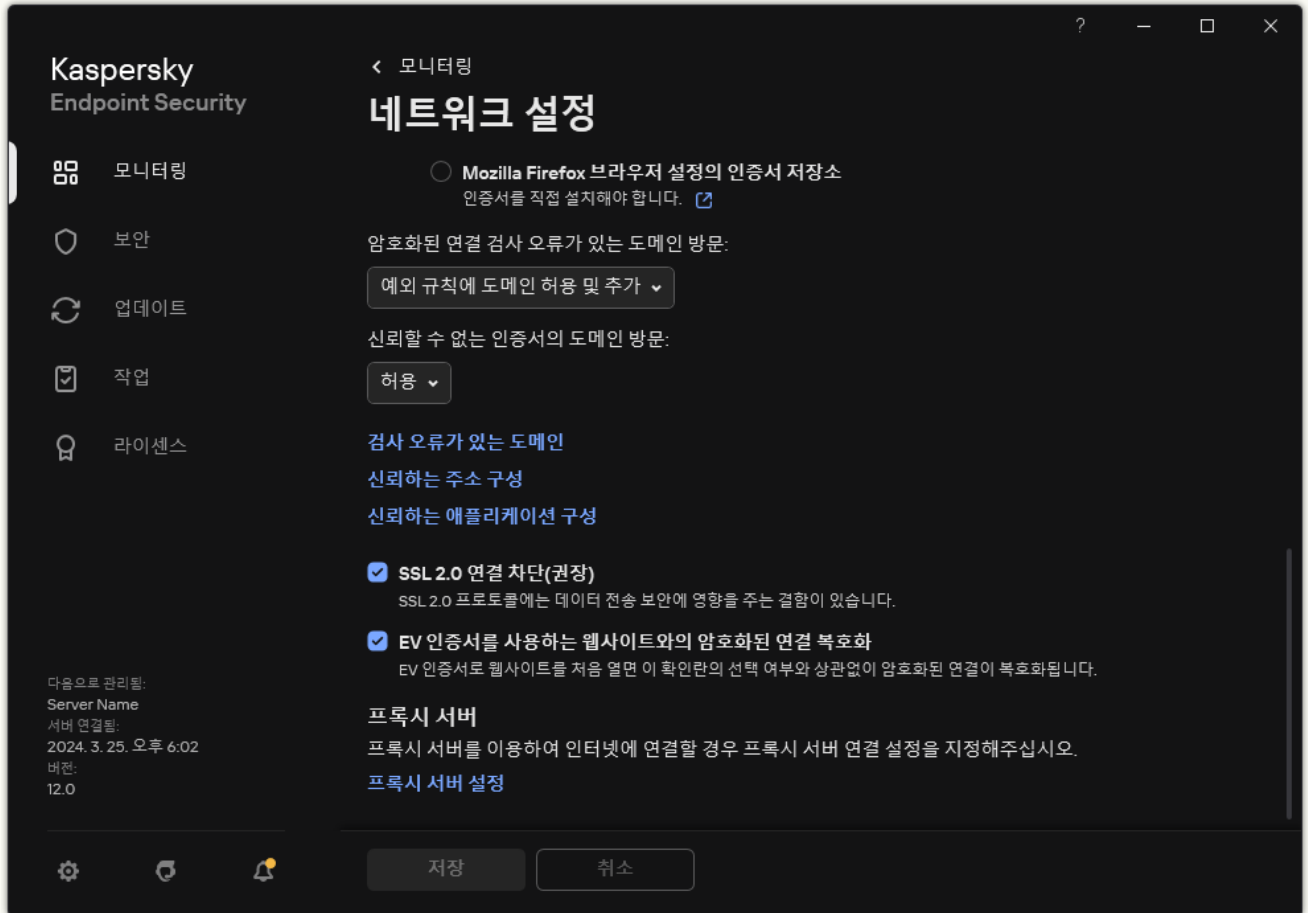 Kaspersky
Endpoint Security
모니터링
보안
업데이트
작업
라이센스
다음으로 관리됨:
Server Name
서버 연결됨:
2024. 3. 25. 오후 6:02
버전:
12.0
?
모니터링
네트워크 설정
Mozilla Firefox 브라우저 설정의 인증서 저장소
인증서를 직접 설치해야 합니다.
암호화된 연결 검사 오류가 있는 도메인 방문:
예외 규칙에 도메인 허용 및 추가
신뢰할 수 없는 인증서의 도메인 방문:
허용
검사 오류가 있는 도메인
신뢰하는 주소 구성
신뢰하는 애플리케이션 구성
SSL 2.0 연결 차단(권장)
SSL 2.0 프로토콜에는 데이터 전송 보안에 영향을 주는 결함이 있습니다.
EV 인증서를 사용하는 웹사이트와의 암호화된 연결 복호화
EV 인증서로 웹사이트를 처음 열면 이 확인란의 선택 여부와 상관없이 암호화된 연결이 복호화됩니다.
프록시 서버
프록시 서버를 이용하여 인터넷에 연결할 경우 프록시 서버 연결 설정을 지정해주십시오.
프록시 서버 설정
저장
취소